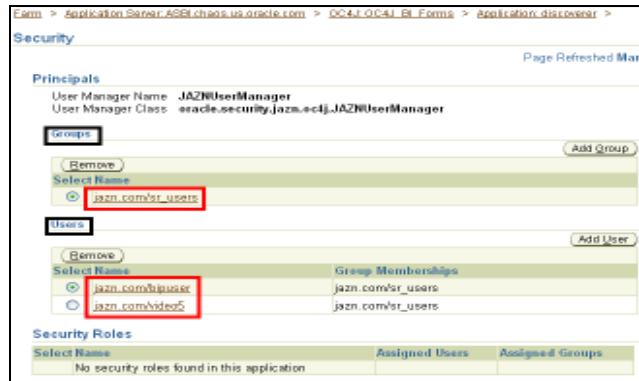 Farm > Application Server: ASBI.chaos.us.oracle.com > OC4J: OC4J_BI_Forms > Application: discoverer >
Security
Page Refreshed Mar
Principals
User Manager Name JAZNUserManager
User Manager Class oracle.security.jazn.oc4j.JAZNUserManager
Groups
Add Group
Remove
Select Name
jazn.com/sr_users
Users
Add User
Remove
Select Name Group Memberships
jazn.com/bipuser jazn.com/sr_users
jazn.com/video5 jazn.com/sr_users
Security Roles
Select Name Assigned Users Assigned Groups
No security roles found in this application